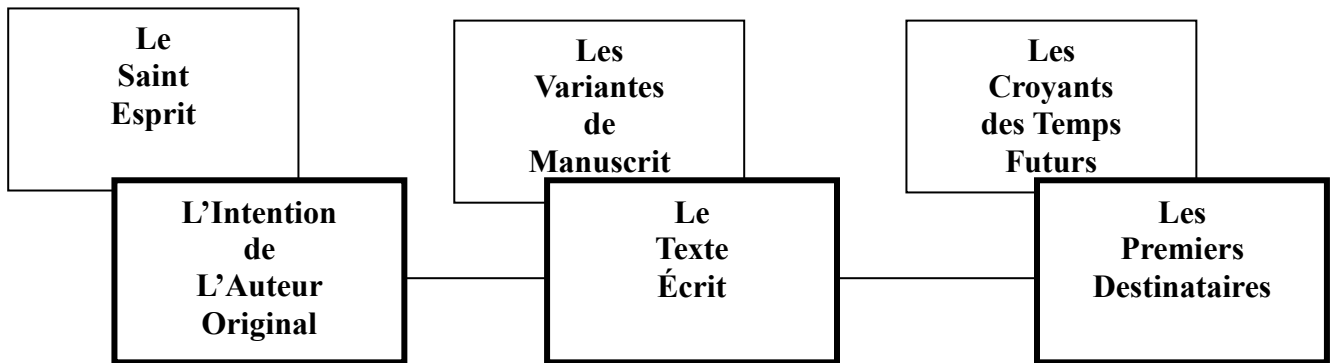 Le
Saint
Esprit
Les
Variantes
de
Manuscrit
Les
Croyants
des Temps
Futurs
L’Intention
de
L’Auteur
Original
Le
Texte
Écrit
Les
Premiers
Destinataires